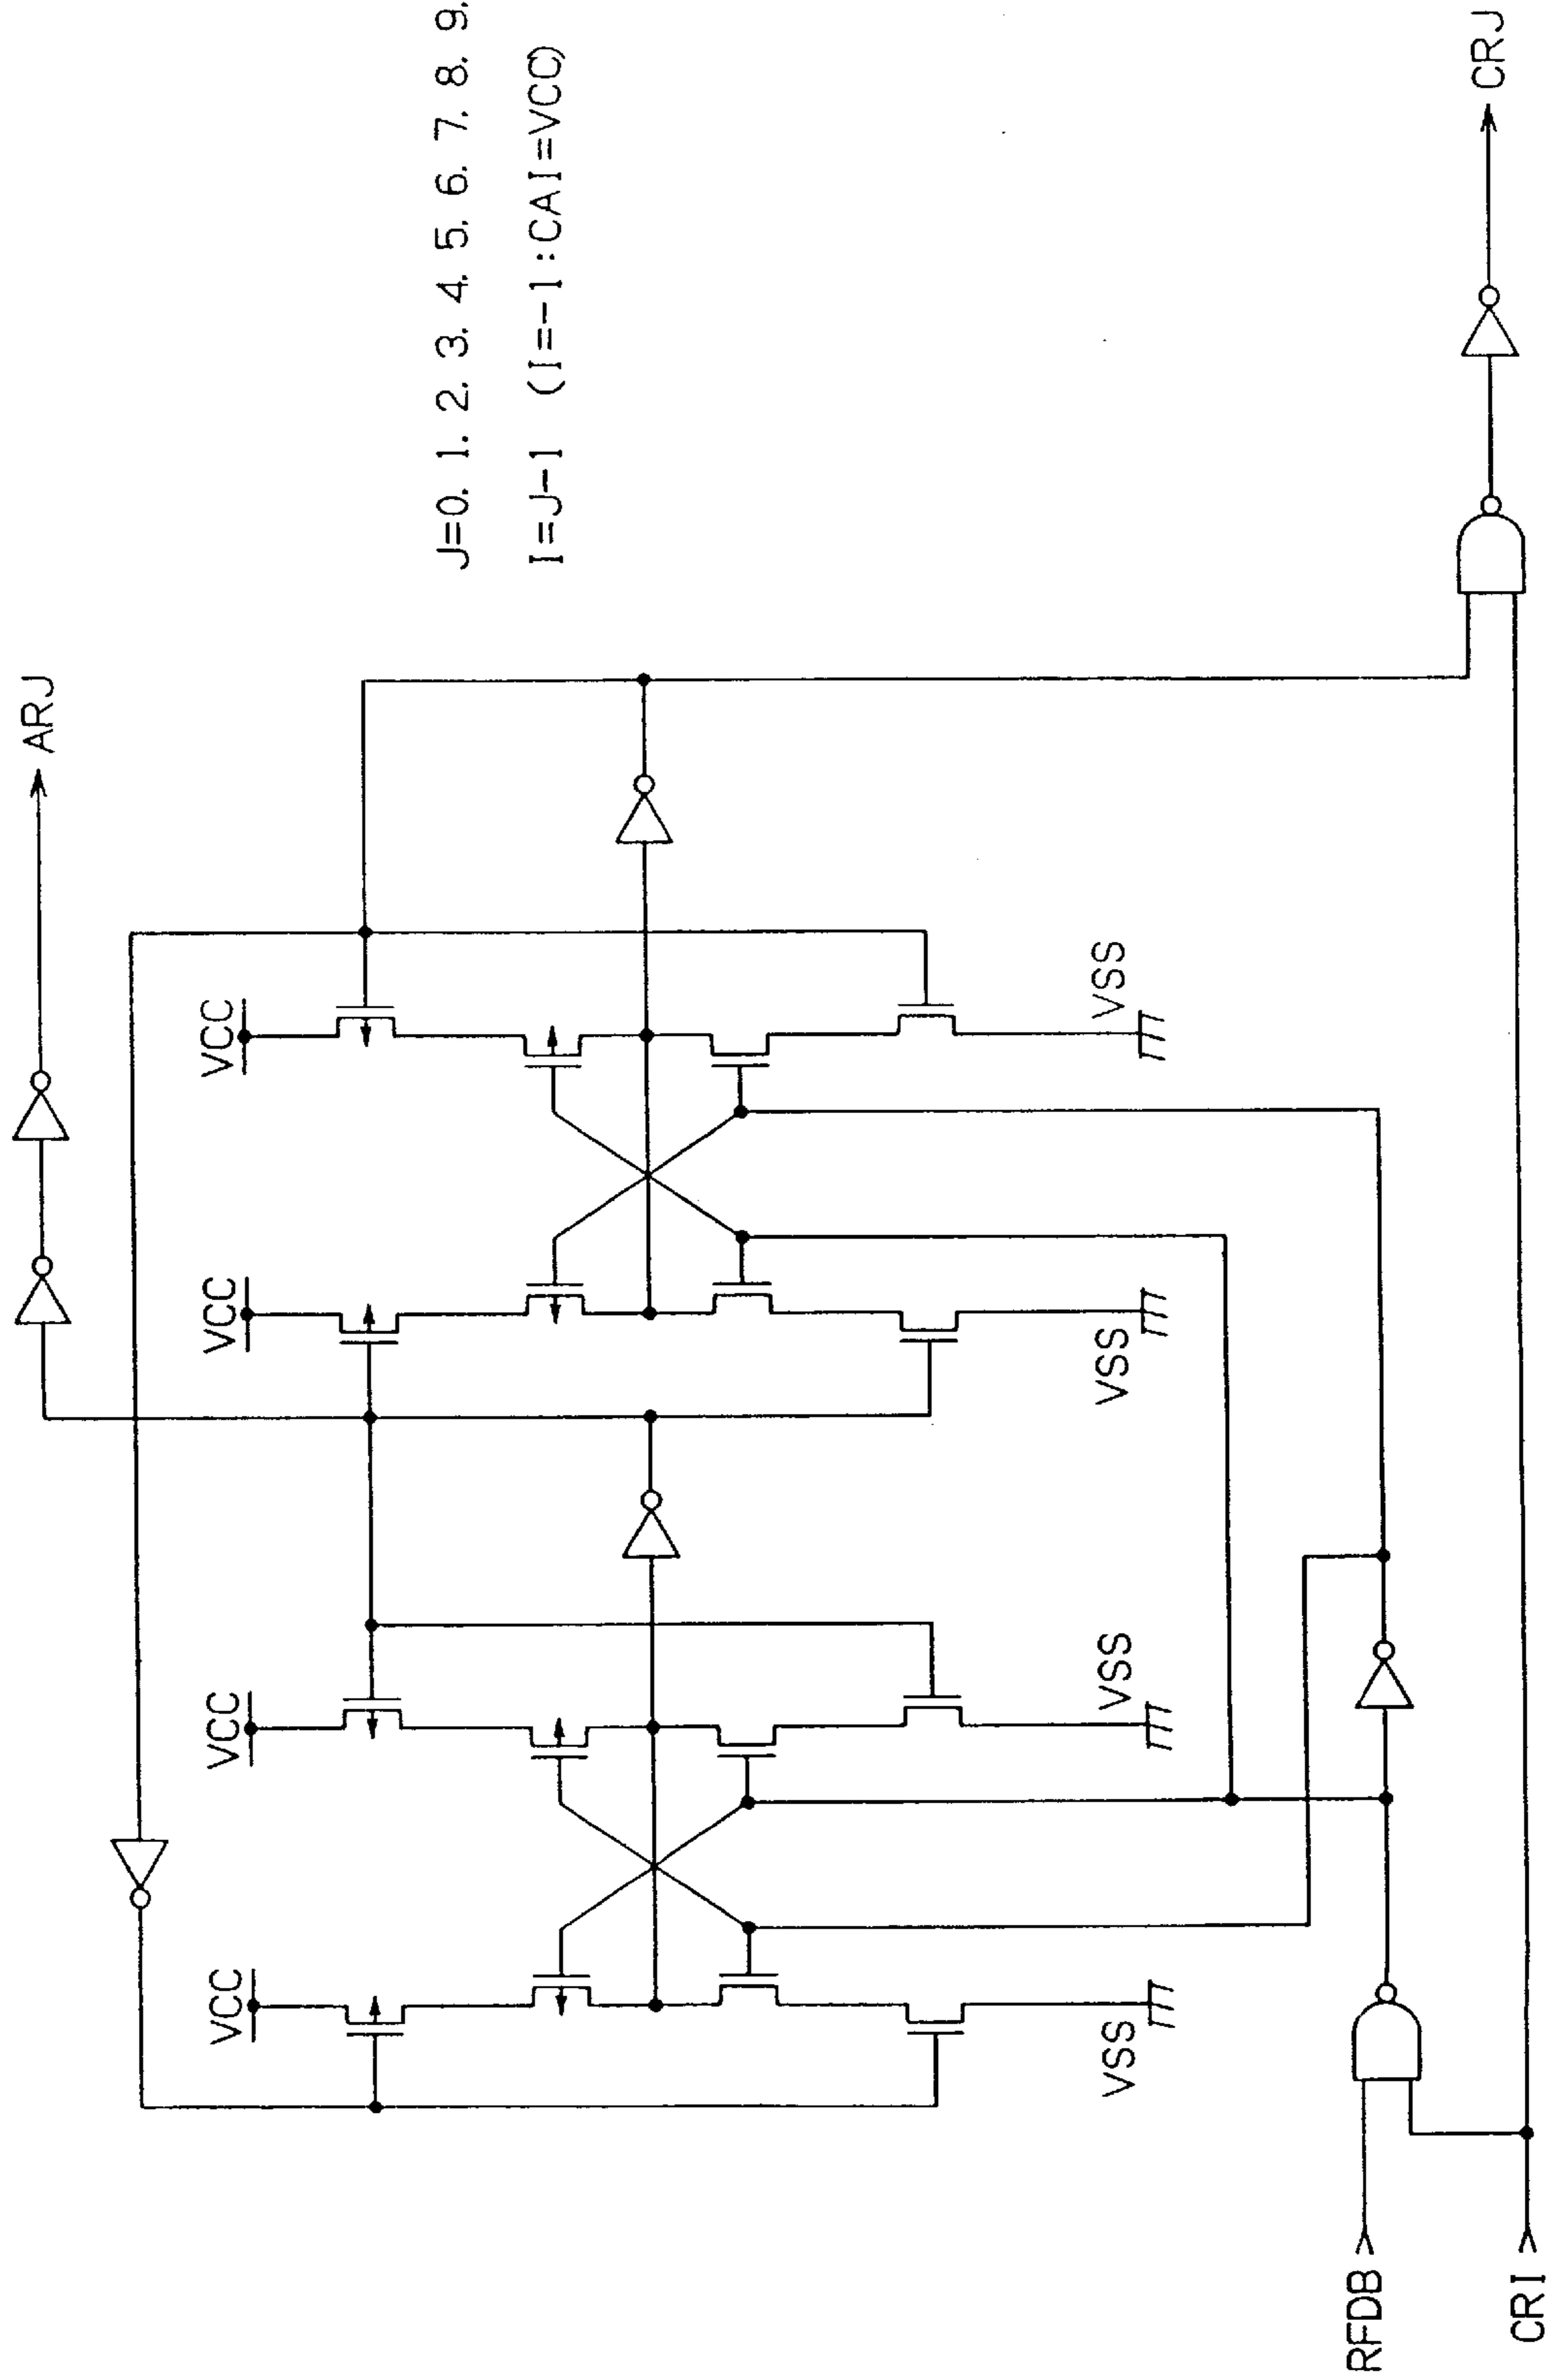 ARJ
VCC
VCC
VCC
VCC
J=0. 1. 2. 3. 4. 5. 6. 7. 8. 9.
I=J-1 (I=-1:CAI=VCC)
VSS
VSS
VSS
VSS
RFDB
CRJ
CRI